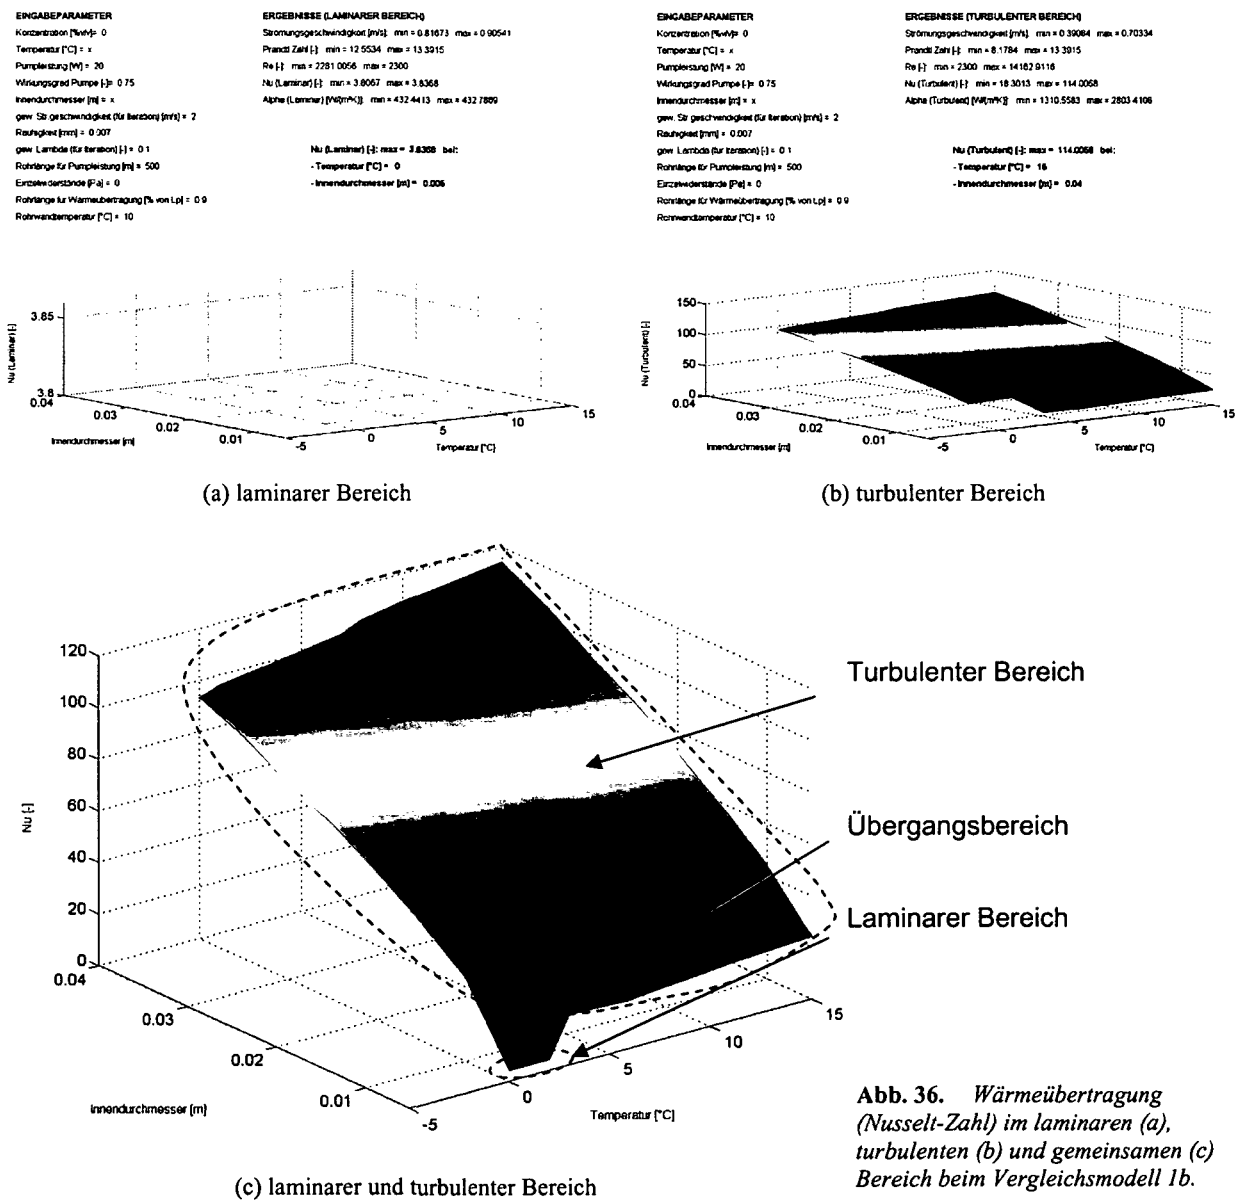 EINGABEPARAMETER
Konzentration [%v/v]= 0
Temperatur [°C] = x
Pumpleistung [W] = 20
Wirkungsgrad Pumpe [-]= 0.75
Innendurchmesser [m] = x
gew. Str.geschwindigkeit (für Iteration) [m/s] = 2
Rauhigkeit [mm] = 0.007
gew. Lambda (für Iteration) [-] = 0.1
Rohrlänge für Pumpleistung [m] = 500
Einzelwiderstände [Pa] = 0
Rohrlänge für Wärmeübertragung [% von Lp] = 0.9
Rohrwandtemperatur [°C] = 10
ERGEBNISSE (LAMINARER BEREICH)
Strömungsgeschwindigkeit [m/s]: min = 0.81673 max = 0.90541
Prandtl Zahl [-]: min = 12.5534 max = 13.3915
Re [-]: min = 2281.0056 max = 2300
Nu (Laminar) [-]: min = 3.8067 max = 3.8368
Alpha (Laminar) [W/(m²K)]: min = 432.4413 max = 432.7869
Nu (Laminar) [-]: max = 3.8368 bei:
- Temperatur [°C] = 0
- Innendurchmesser [m] = 0.005
EINGABEPARAMETER
Konzentration [%v/v]= 0
Temperatur [°C] = x
Pumpleistung [W] = 20
Wirkungsgrad Pumpe [-]= 0.75
Innendurchmesser [m] = x
gew. Str.geschwindigkeit (für Iteration) [m/s] = 2
Rauhigkeit [mm] = 0.007
gew. Lambda (für Iteration) [-] = 0.1
Rohrlänge für Pumpleistung [m] = 500
Einzelwiderstände [Pa] = 0
Rohrlänge für Wärmeübertragung [% von Lp] = 0.9
Rohrwandtemperatur [°C] = 10
ERGEBNISSE (TURBULENTER BEREICH)
Strömungsgeschwindigkeit [m/s]: min = 0.39084 max = 0.70334
Prandtl Zahl [-]: min = 8.1784 max = 13.3915
Re [-]: min = 2300 max = 14162.9116
Nu (Turbulent) [-]: min = 18.3013 max = 114.0068
Alpha (Turbulent) [W/(m²K)]: min = 1310.5583 max = 2803.4106
Nu (Turbulent) [-]: max = 114.0068 bei:
- Temperatur [°C] = 15
- Innendurchmesser [m] = 0.04
Nu (Laminar) [-]
3.85
3.8
0.04
0.03
0.02
0.01
Innendurchmesser [m]
-5
0
5
10
15
Temperatur [°C]
(a) laminarer Bereich
Nu (Turbulent) [-]
150
100
50
0
0.04
0.03
0.02
0.01
Innendurchmesser [m]
-5
0
5
10
15
Temperatur [°C]
(b) turbulenter Bereich
Nu [-]
120
100
80
60
40
20
0
0.04
0.03
0.02
0.01
Innendurchmesser [m]
-5
0
5
10
15
Temperatur [°C]
Turbulenter Bereich
Übergangsbereich
Laminarer Bereich
(c) laminarer und turbulenter Bereich
Abb. 36. Wärmeübertragung
(Nusselt-Zahl) im laminaren (a),
turbulenten (b) und gemeinsamen (c)
Bereich beim Vergleichsmodell 1b.